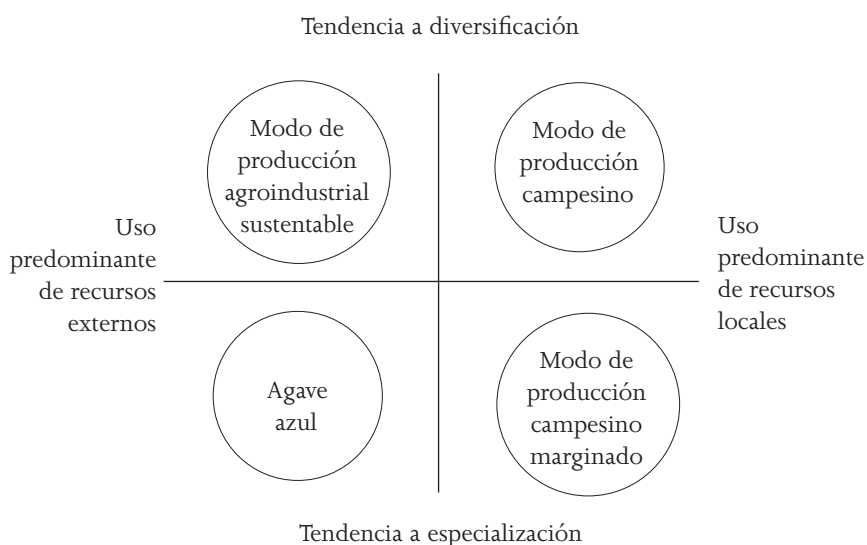 Tendencia a diversificación
Modo de
producción
agroindustrial
sustentable
Modo de
producción
campesino
Uso
predominante
de recursos
externos
Uso
predominante
de recursos
locales
Agave
azul
Modo de
producción
campesino
marginado
Tendencia a especialización